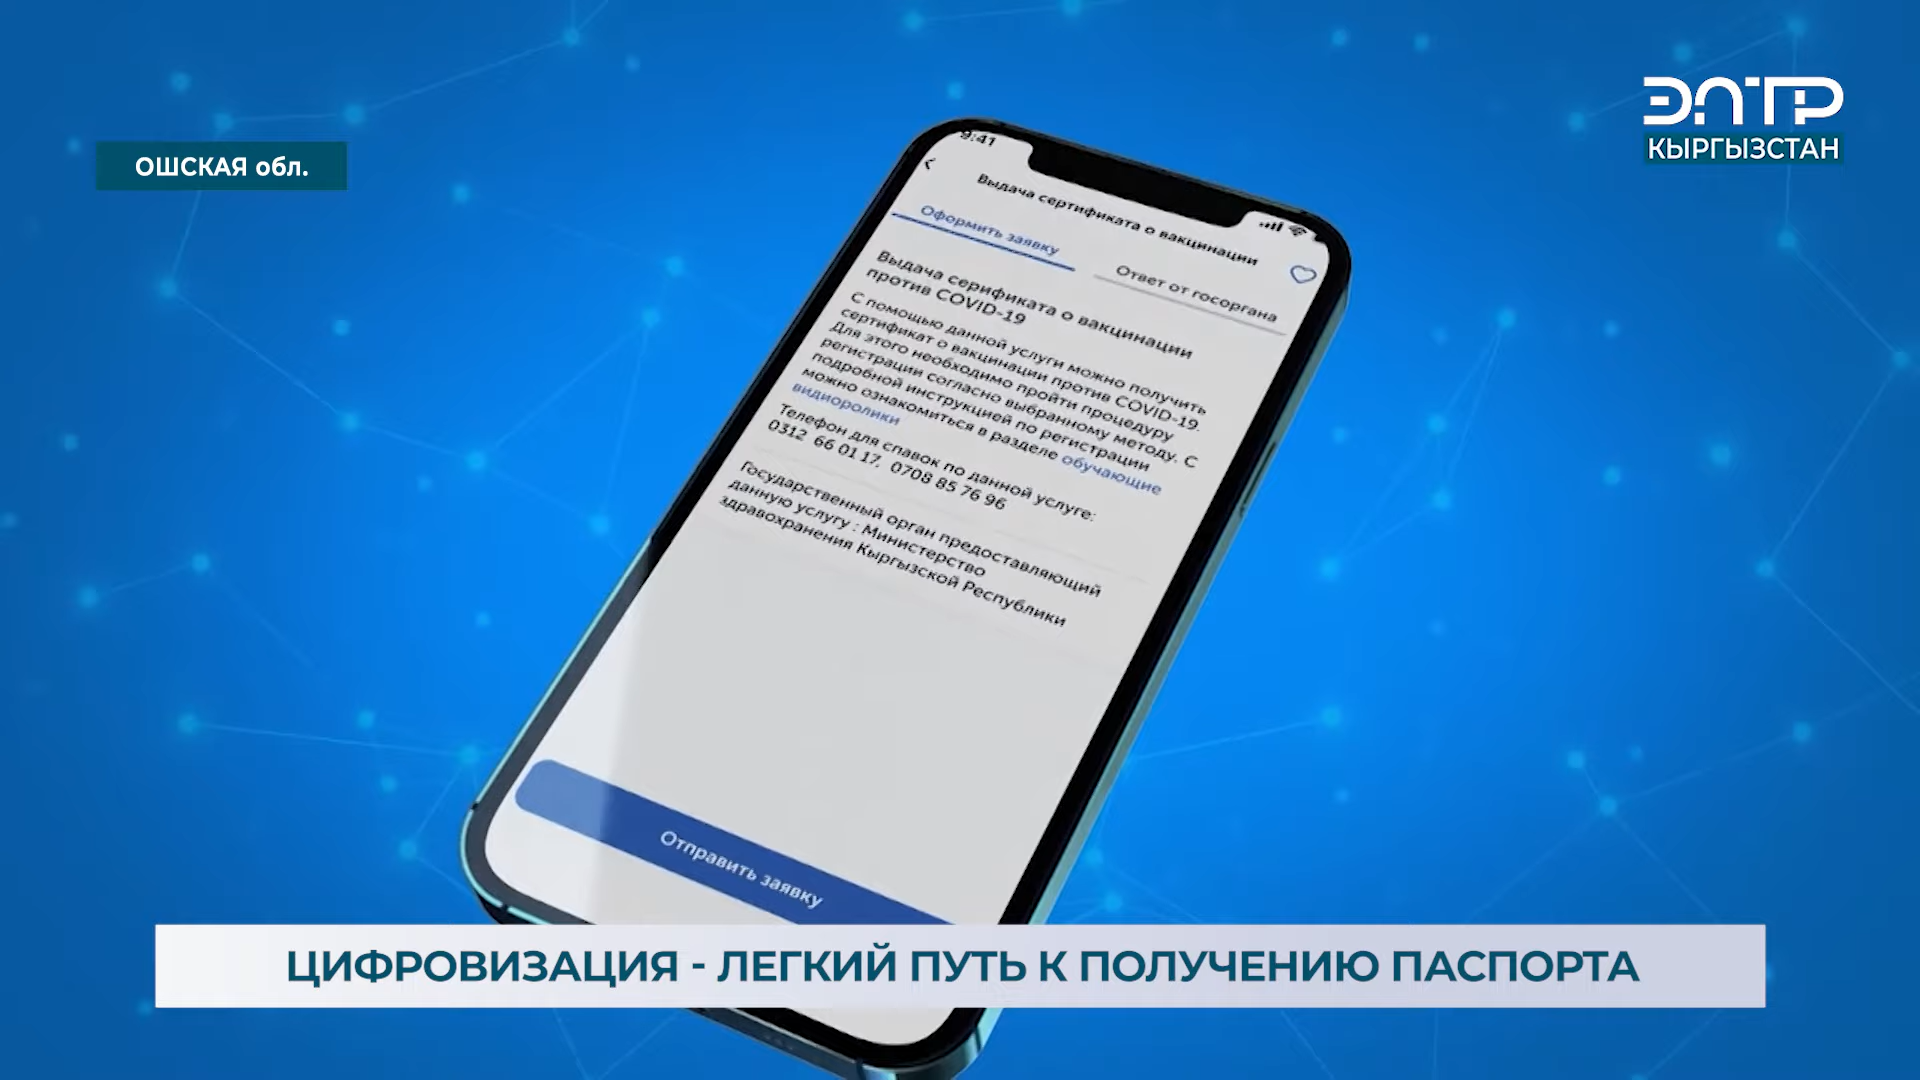 ОШСКАЯ обл.
ЭЛТР
КЫРГЫЗСТАН
9:41
Выдача сертификата о вакцинации
Оформить заявку
Ответ от госоргана
Выдача серификата о вакцинации
против COVID-19
С помощью данной услуги можно получить
сертификат о вакцинации против COVID-19.
Для этого необходимо пройти процедуру
регистрации согласно выбранному методу. С
подробной инструкцией по регистрации
можно ознакомиться в разделе обучающие
видиоролики
Телефон для спавок по данной услуге:
0312 66 01 17, 0708 85 76 96
Государственный орган предоставляющий
данную услугу : Министерство
здравохранения Кыргызской Республики
Отправить заявку
ЦИФРОВИЗАЦИЯ - ЛЕГКИЙ ПУТЬ К ПОЛУЧЕНИЮ ПАСПОРТА